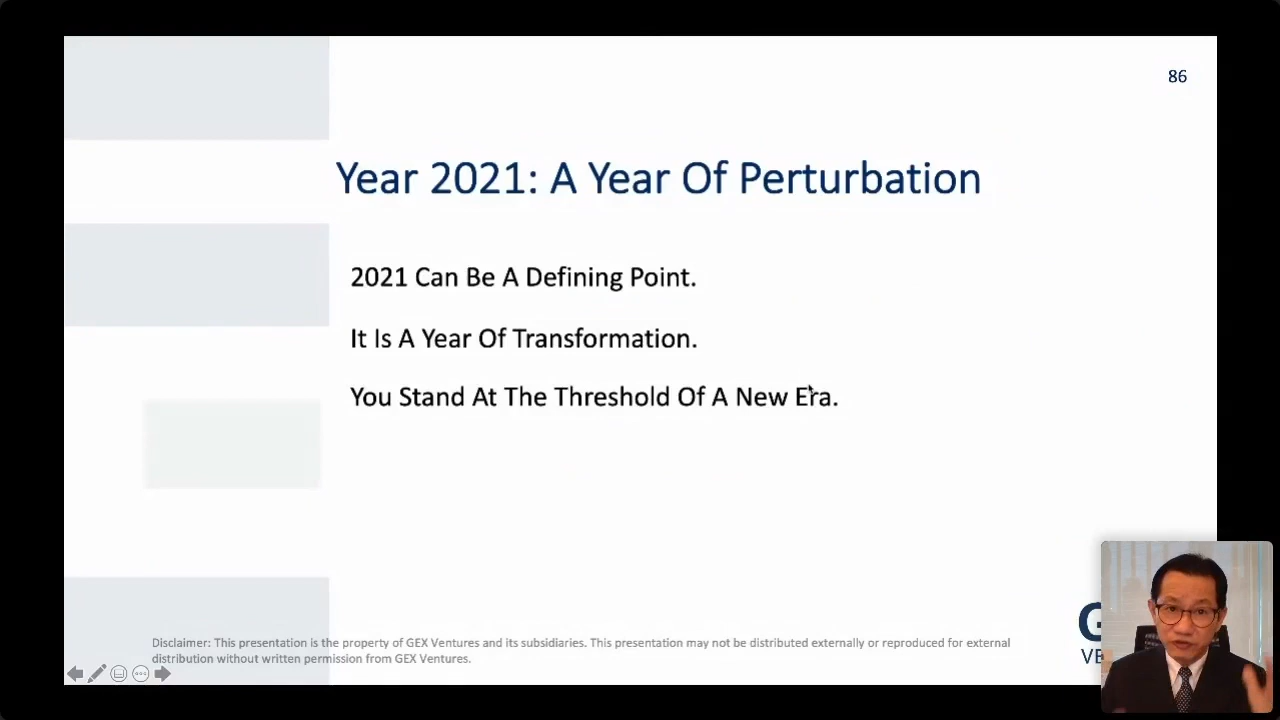 86
Year 2021: A Year Of Perturbation
2021 Can Be A Defining Point.
It Is A Year Of Transformation.
You Stand At The Threshold Of A New Era.
Disclaimer: This presentation is the property of GEX Ventures and its subsidiaries. This presentation may not be distributed externally or reproduced for external
distribution without written permission from GEX Ventures.